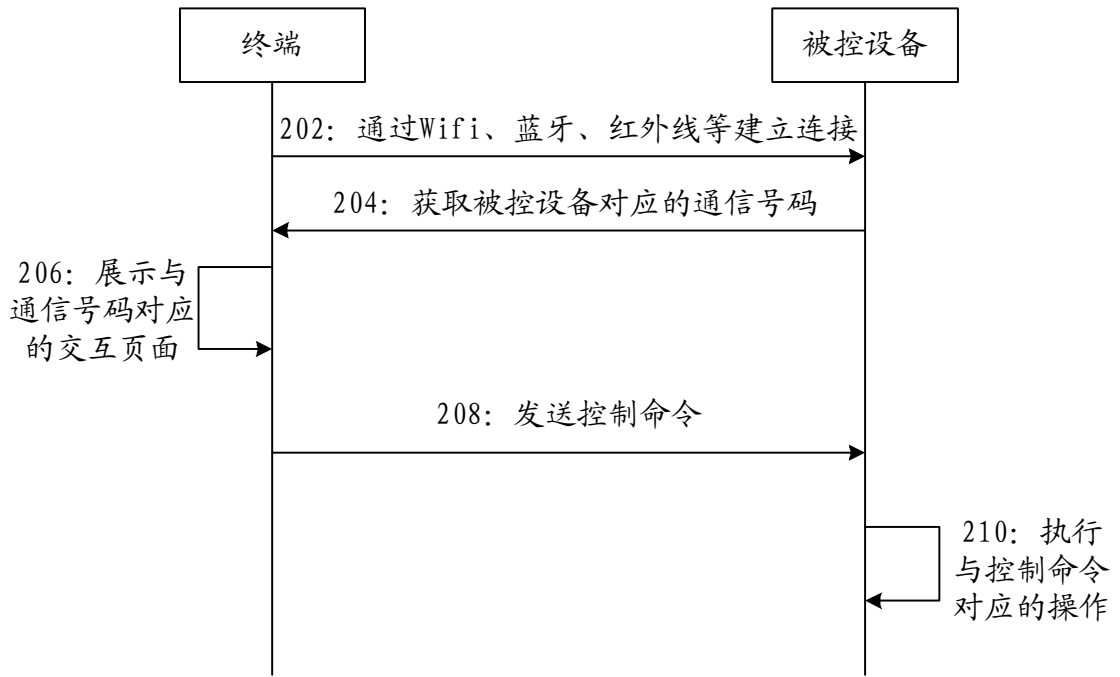 终端
被控设备
202: 通过Wifi、蓝牙、红外线等建立连接
204: 获取被控设备对应的通信号码
206: 展示与
通信号码对应
的交互页面
208: 发送控制命令
210: 执行
与控制命令
对应的操作